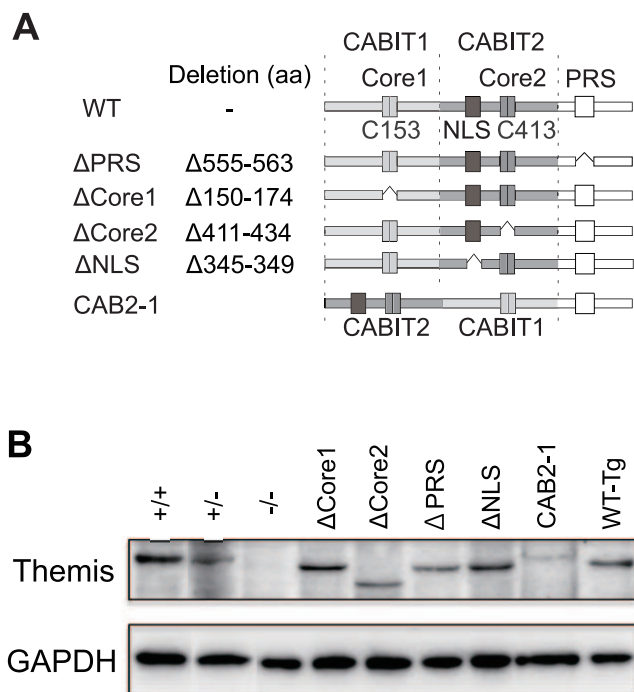 A
CABIT1 CABIT2
Deletion (aa) Core1 Core2 PRS
WT -
C153 NLS C413
ΔPRS Δ555-563
ΔCore1 Δ150-174
ΔCore2 Δ411-434
ΔNLS Δ345-349
CAB2-1
CABIT2 CABIT1
B
+/+ +/- -/- ΔCore1 ΔCore2 Δ PRS ΔNLS CAB2-1 WT-Tg
Themis
GAPDH